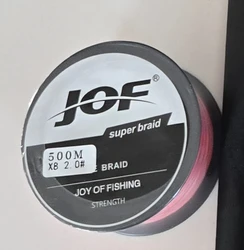 JOF®
super braid
500M
X8 2.0#
E BRAID
JOY OF FISHING
STRENGTH